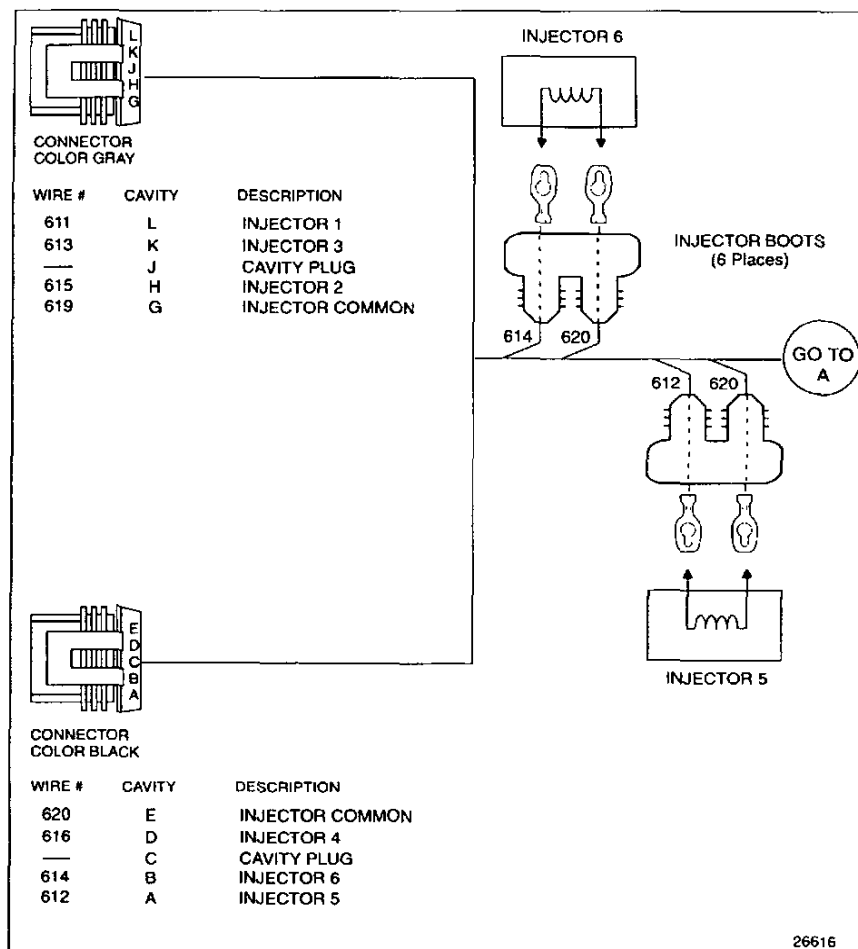 L
K
J
H
G
CONNECTOR
COLOR GRAY
WIRE # CAVITY DESCRIPTION
611 L INJECTOR 1
613 K INJECTOR 3
— J CAVITY PLUG
615 H INJECTOR 2
619 G INJECTOR COMMON
INJECTOR 6
INJECTOR BOOTS
(6 Places)
614 620
GO TO
A
612 620
INJECTOR 5
E
D
C
B
A
CONNECTOR
COLOR BLACK
WIRE # CAVITY DESCRIPTION
620 E INJECTOR COMMON
616 D INJECTOR 4
— C CAVITY PLUG
614 B INJECTOR 6
612 A INJECTOR 5
26616